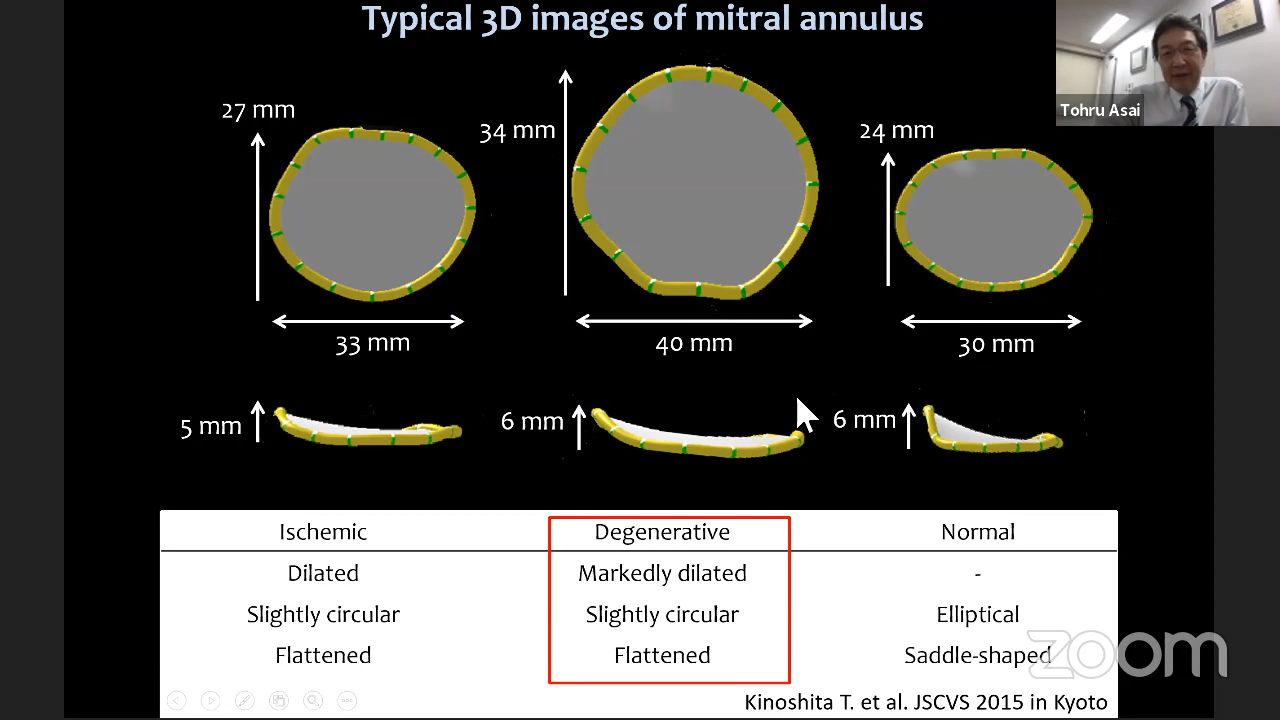 Typical 3D images of mitral annulus
Tohru Asai
27 mm
34 mm
24 mm
33 mm
40 mm
30 mm
5 mm
6 mm
6 mm
Ischemic Degenerative Normal
Dilated Markedly dilated -
Slightly circular Slightly circular Elliptical
Flattened Flattened Saddle-shaped
zoom
Kinoshita T. et al. JSCVS 2015 in Kyoto